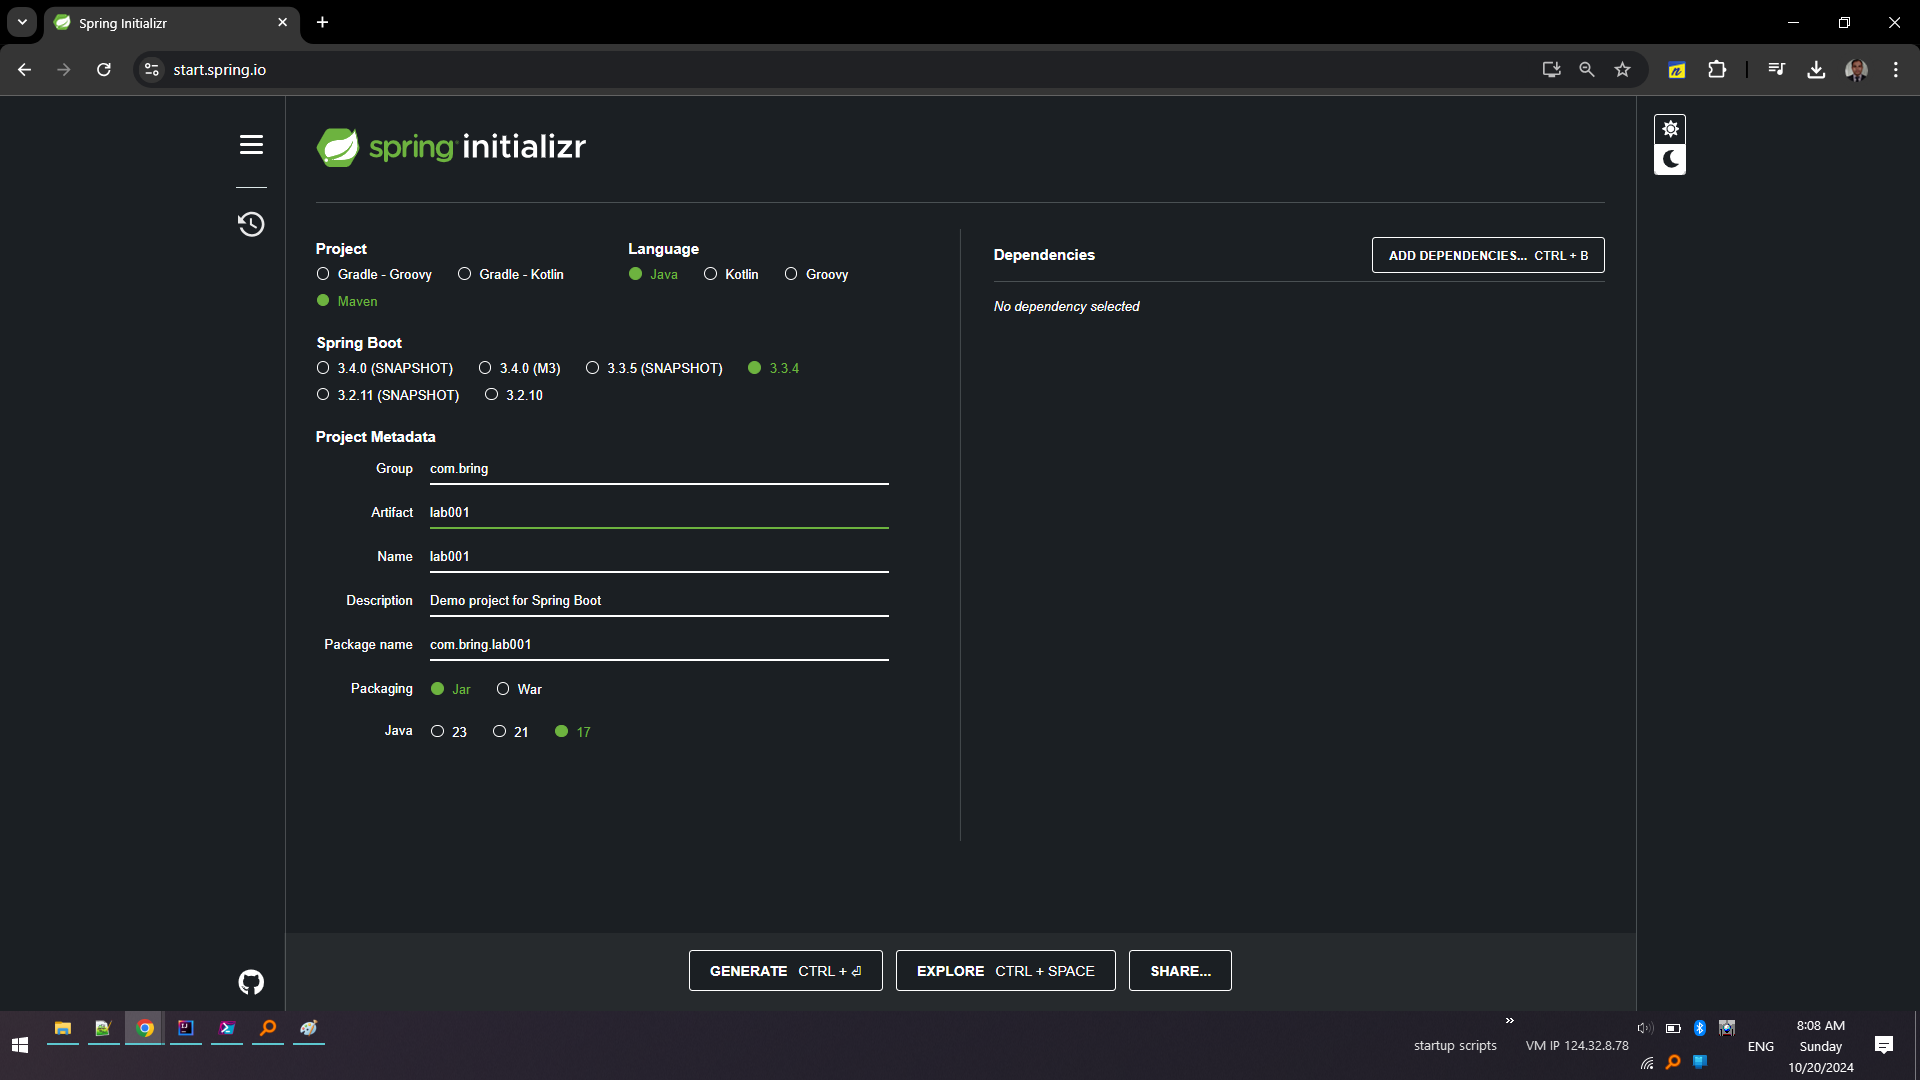 Spring Initializr
start.spring.io
spring initializr
Project
Gradle - Groovy
Gradle - Kotlin
Maven
Language
Java
Kotlin
Groovy
Spring Boot
3.4.0 (SNAPSHOT)
3.4.0 (M3)
3.3.5 (SNAPSHOT)
3.3.4
3.2.11 (SNAPSHOT)
3.2.10
Project Metadata
Group com.bring
Artifact lab001
Name lab001
Description Demo project for Spring Boot
Package name com.bring.lab001
Packaging Jar War
Java 23 21 17
Dependencies
ADD DEPENDENCIES... CTRL + B
No dependency selected
GENERATE CTRL + ⏎
EXPLORE CTRL + SPACE
SHARE...
startup scripts
VM IP 124.32.8.78
ENG
8:08 AM
Sunday
10/20/2024